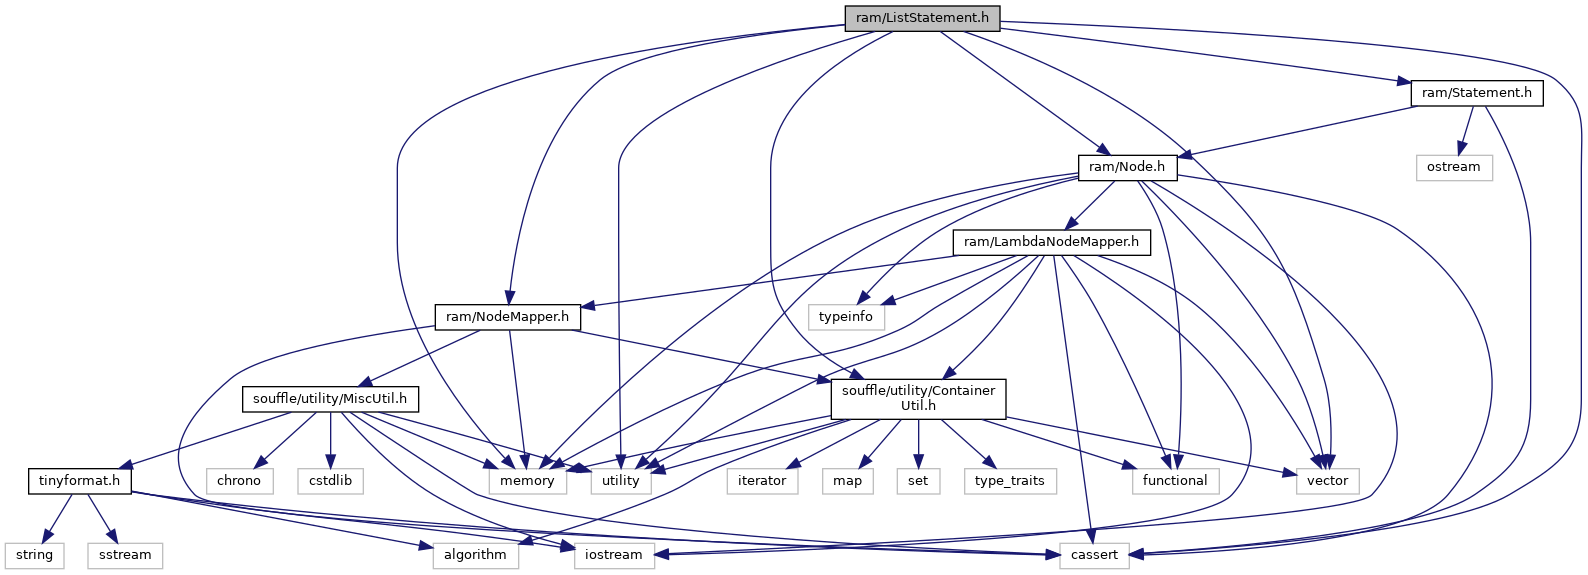 ram/ListStatement.h
ram/Statement.h
ram/Node.h
ostream
ram/LambdaNodeMapper.h
ram/NodeMapper.h
typeinfo
souffle/utility/MiscUtil.h
souffle/utility/Container
Util.h
tinyformat.h
chrono
cstdlib
memory
utility
iterator
map
set
type_traits
functional
vector
string
sstream
algorithm
iostream
cassert